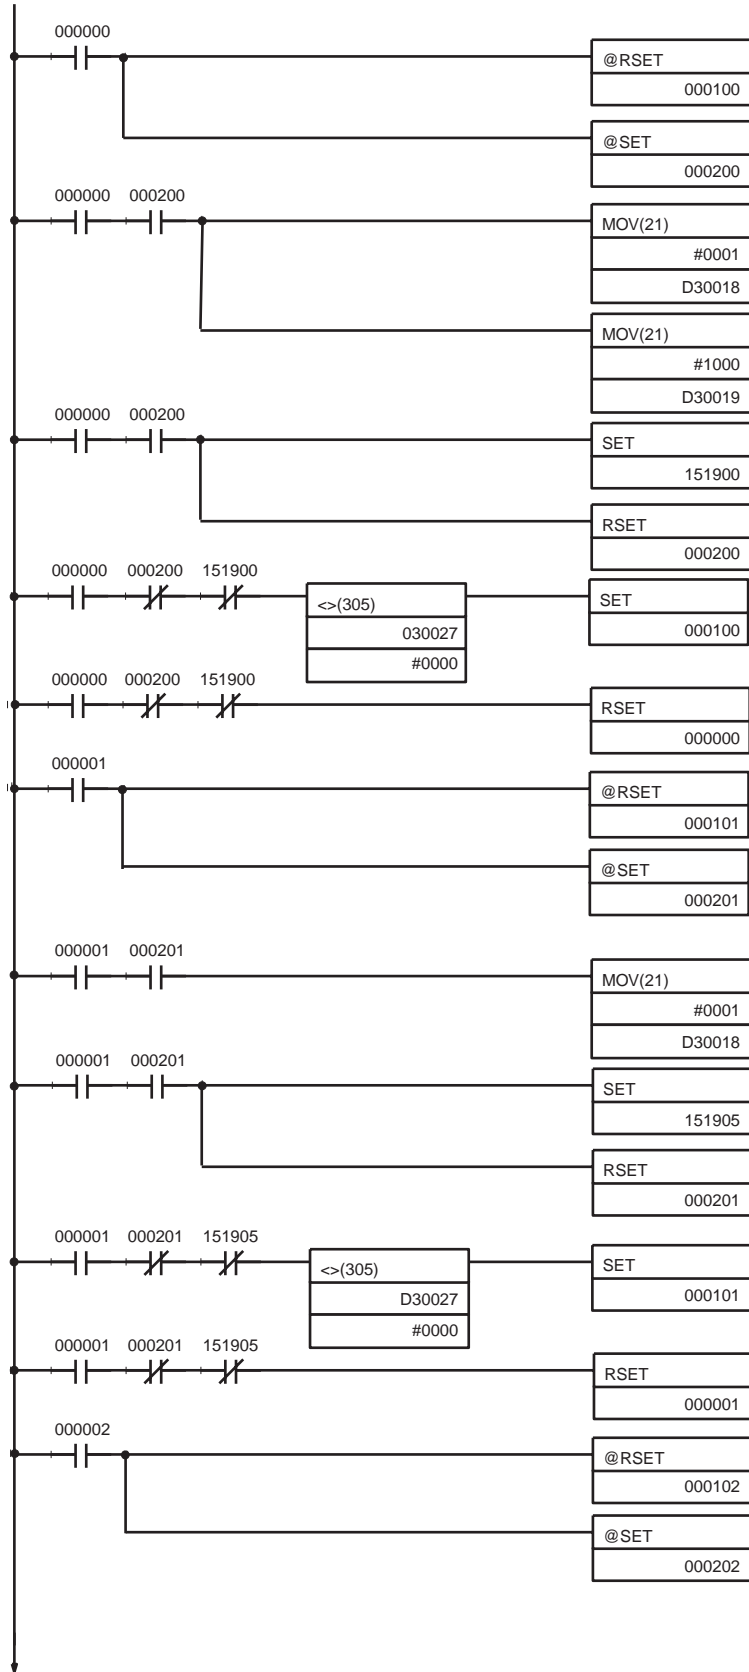 000000
@RSET
000100
@SET
000200
000000 000200
MOV(21)
#0001
D30018
MOV(21)
#1000
D30019
000000 000200
SET
151900
RSET
000200
000000 000200 151900
<>(305)
030027
#0000
SET
000100
000000 000200 151900
RSET
000000
000001
@RSET
000101
@SET
000201
000001 000201
MOV(21)
#0001
D30018
000001 000201
SET
151905
RSET
000201
000001 000201 151905
<>(305)
D30027
#0000
SET
000101
000001 000201 151905
RSET
000001
000002
@RSET
000102
@SET
000202